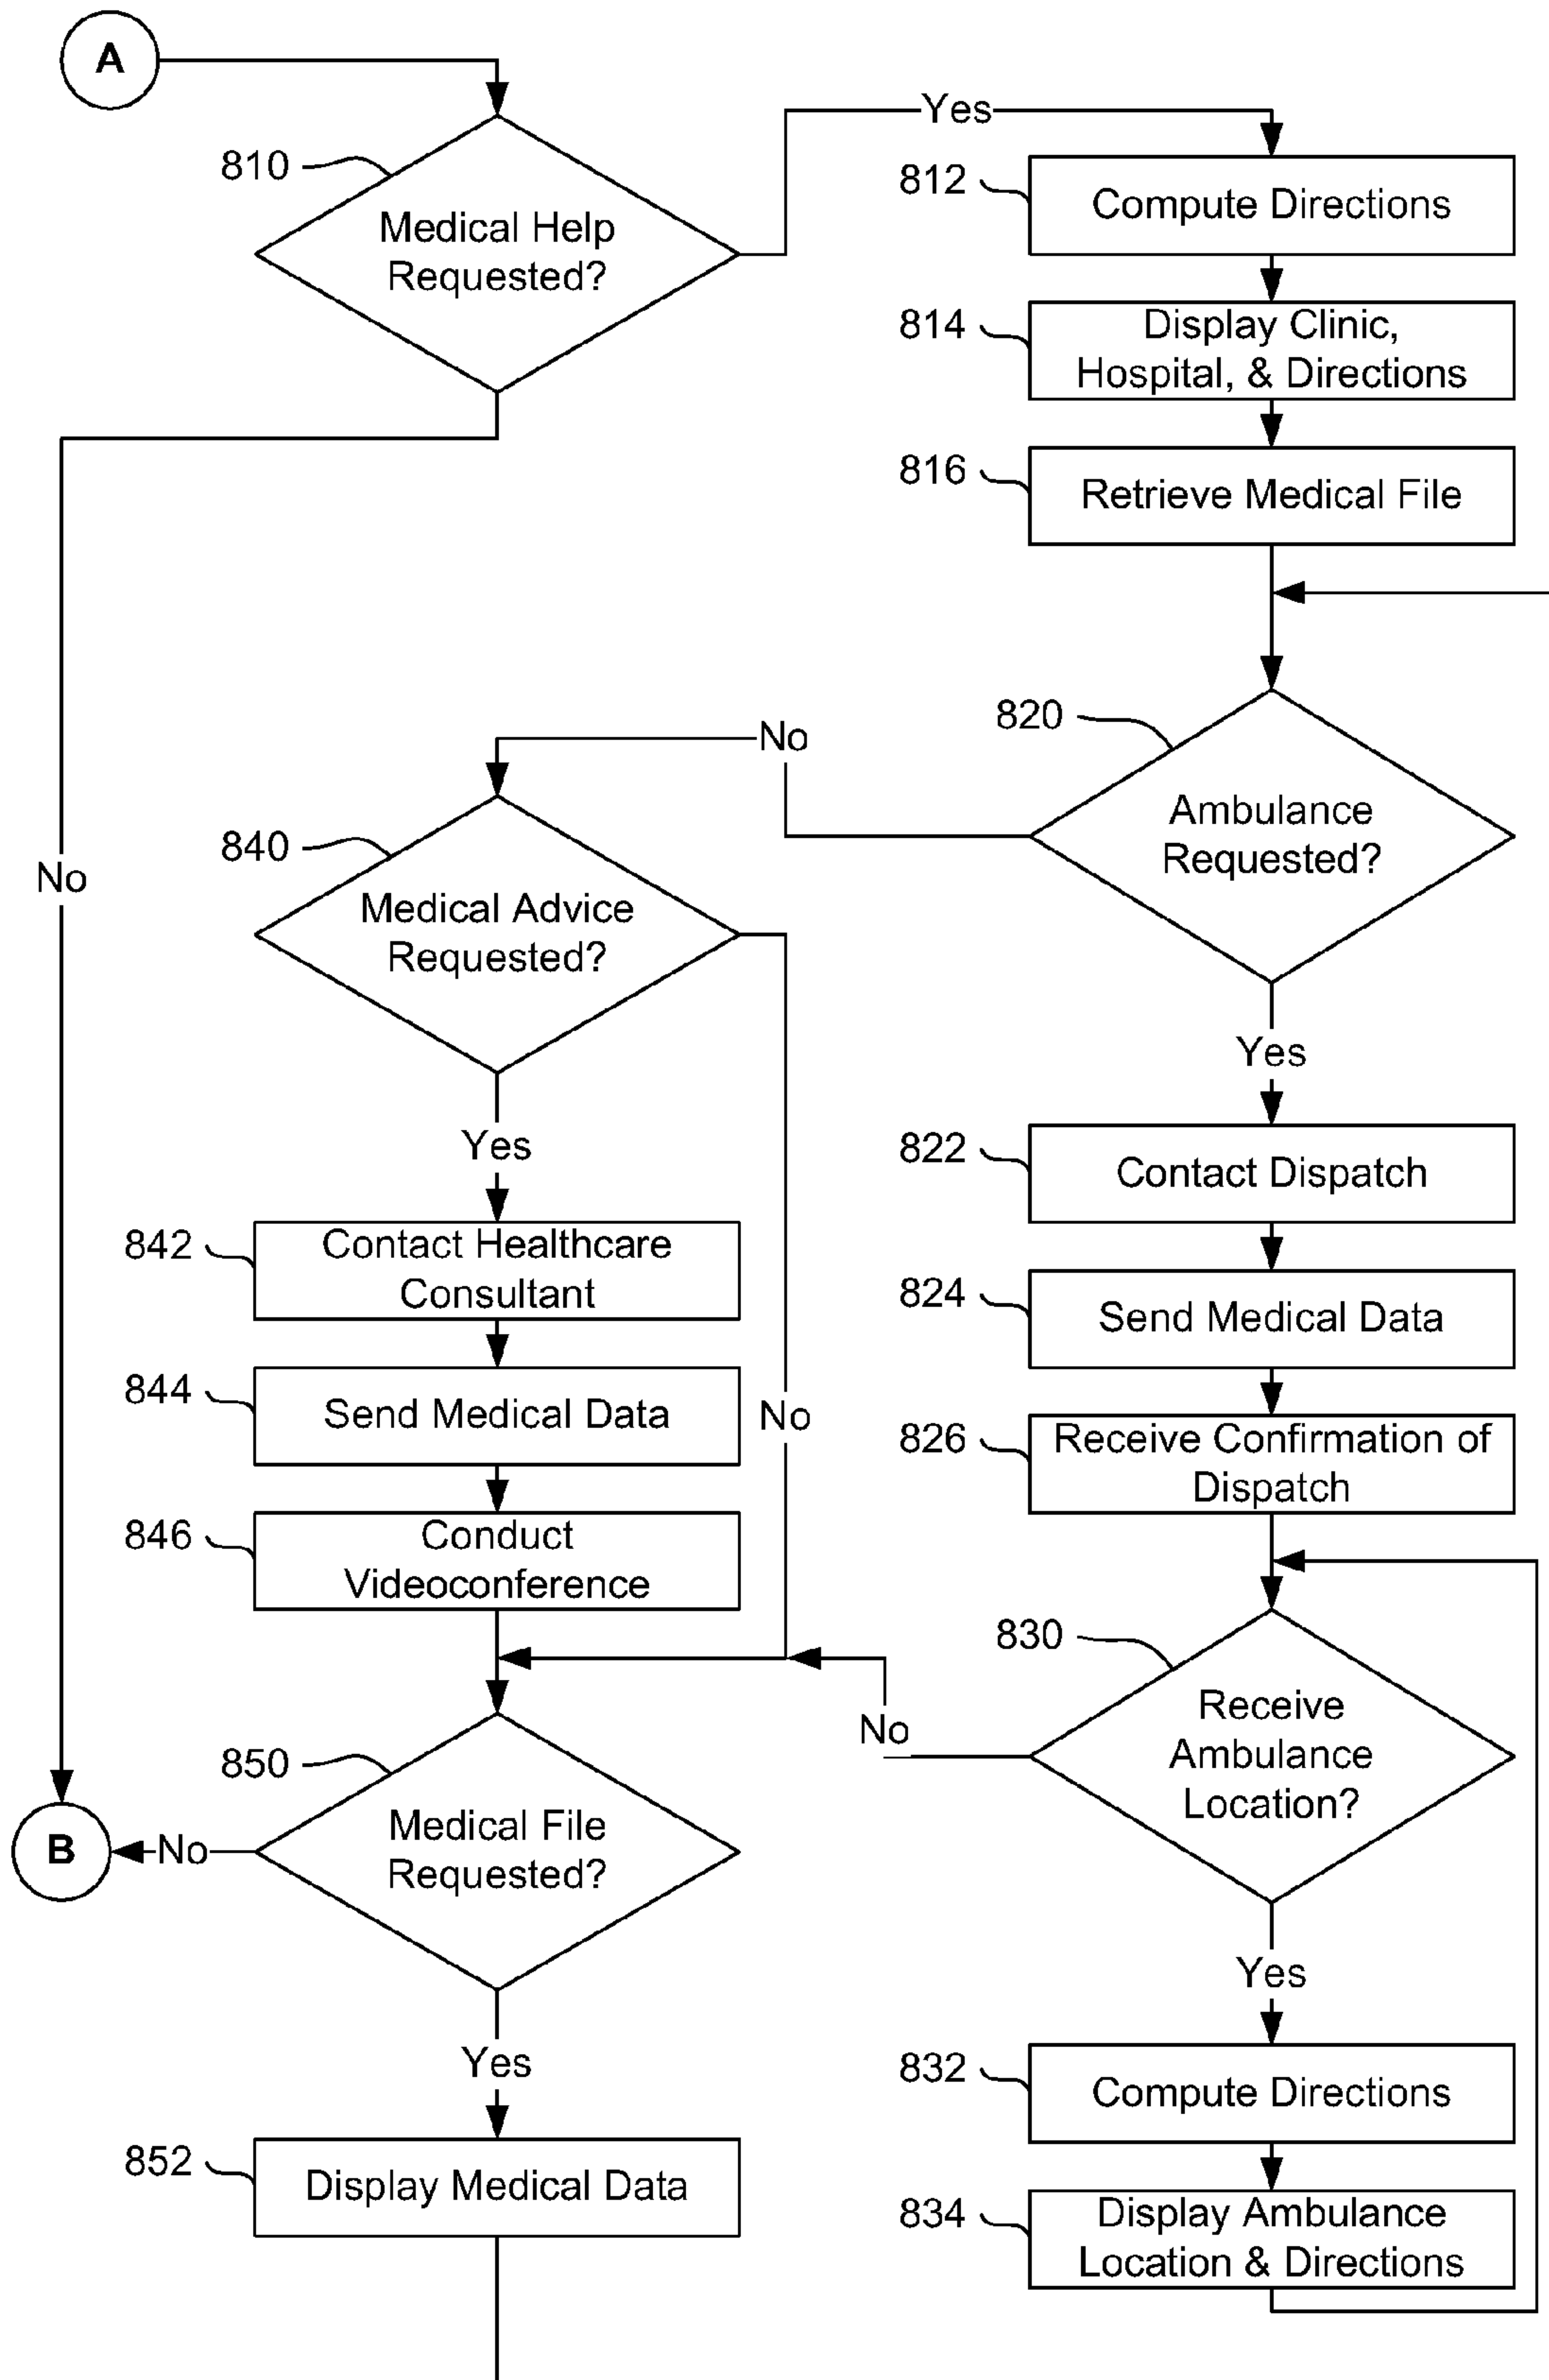 A
810
Medical Help
Requested?
Yes
812
Compute Directions
814
Display Clinic,
Hospital, & Directions
816
Retrieve Medical File
820
Ambulance
Requested?
No
840
Medical Advice
Requested?
No
Yes
822
Contact Dispatch
Yes
842
Contact Healthcare
Consultant
824
Send Medical Data
844
Send Medical Data
No
826
Receive Confirmation of
Dispatch
846
Conduct
Videoconference
830
Receive
Ambulance
Location?
No
850
Medical File
Requested?
B
No
Yes
Yes
832
Compute Directions
852
Display Medical Data
834
Display Ambulance
Location & Directions